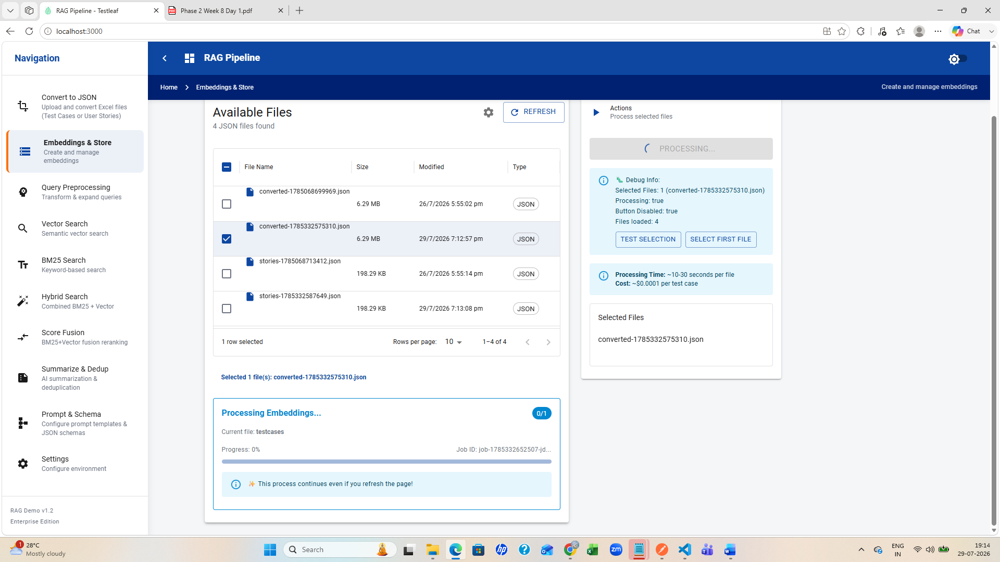 RAG Pipeline - Testleaf
Phase 2 Week 8 Day 1.pdf
localhost:3000
Chat
Navigation
RAG Pipeline
Home
Embeddings & Store
Create and manage embeddings
Convert to JSON
Upload and convert Excel files
(Test Cases or User Stories)
Embeddings & Store
Create and manage
embeddings
Query Preprocessing
Transform & expand queries
Vector Search
Semantic vector search
BM25 Search
Keyword-based search
Hybrid Search
Combined BM25 + Vector
Score Fusion
BM25+Vector fusion reranking
Summarize & Dedup
AI summarization &
deduplication
Prompt & Schema
Configure prompt templates &
JSON schemas
Settings
Configure environment
RAG Demo v1.2
Enterprise Edition
Available Files
4 JSON files found
REFRESH
File Name Size Modified Type
converted-1785068699969.json 6.29 MB 26/7/2026 5:55:02 pm JSON
converted-1785332575310.json 6.29 MB 29/7/2026 7:12:57 pm JSON
stories-1785068713412.json 198.29 KB 26/7/2026 5:55:14 pm JSON
stories-1785332587649.json 198.29 KB 29/7/2026 7:13:08 pm JSON
1 row selected Rows per page: 10 1–4 of 4
Selected 1 file(s): converted-1785332575310.json
Processing Embeddings...
0/1
Current file: testcases
Progress: 0% Job ID: job-1785332652507-jd...
✨ This process continues even if you refresh the page!
Actions
Process selected files
PROCESSING...
🐛 Debug Info:
Selected Files: 1 (converted-1785332575310.json)
Processing: true
Button Disabled: true
Files loaded: 4
TEST SELECTION SELECT FIRST FILE
Processing Time: ~10-30 seconds per file
Cost: ~$0.0001 per test case
Selected Files
converted-1785332575310.json
1
28°C
Mostly cloudy
Search
ENG
IN
19:14
29-07-2026